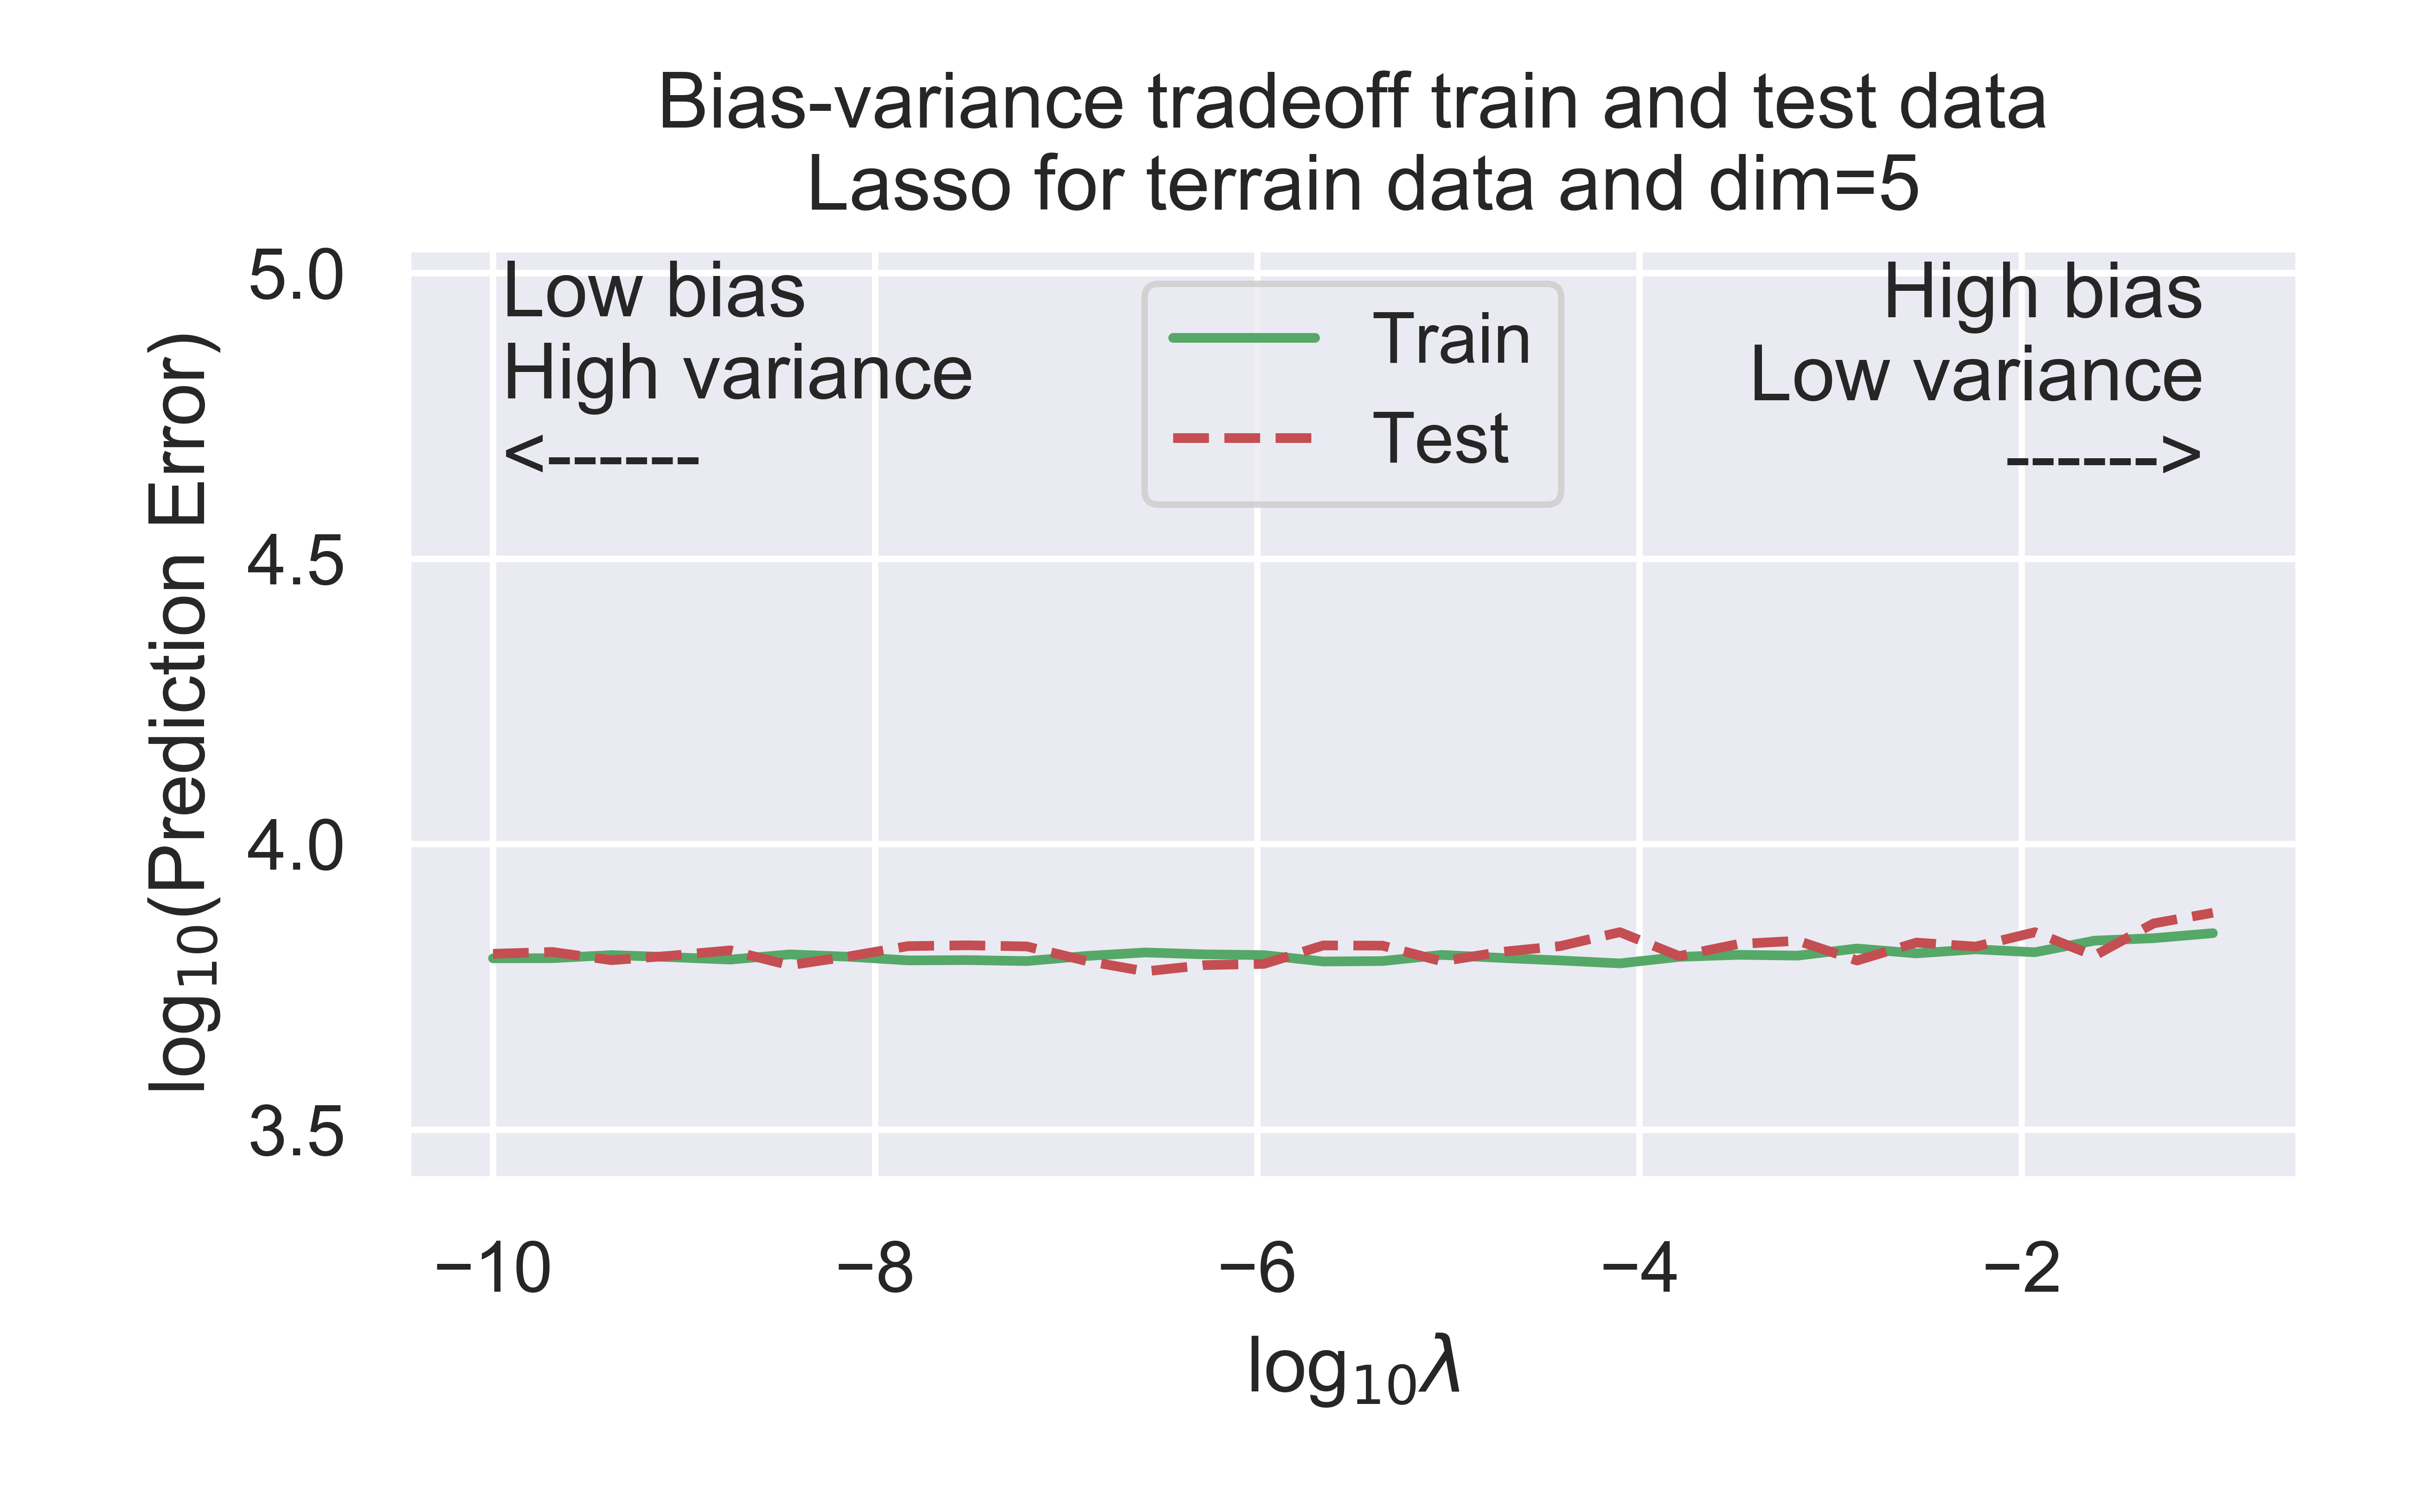 Bias-variance tradeoff train and test data
Lasso for terrain data and dim=5
log₁₀(Prediction Error)
5.0
4.5
4.0
3.5
Low bias
High variance
<------
Train
Test
High bias
Low variance
------>
−10
−8
−6
−4
−2
log₁₀λ